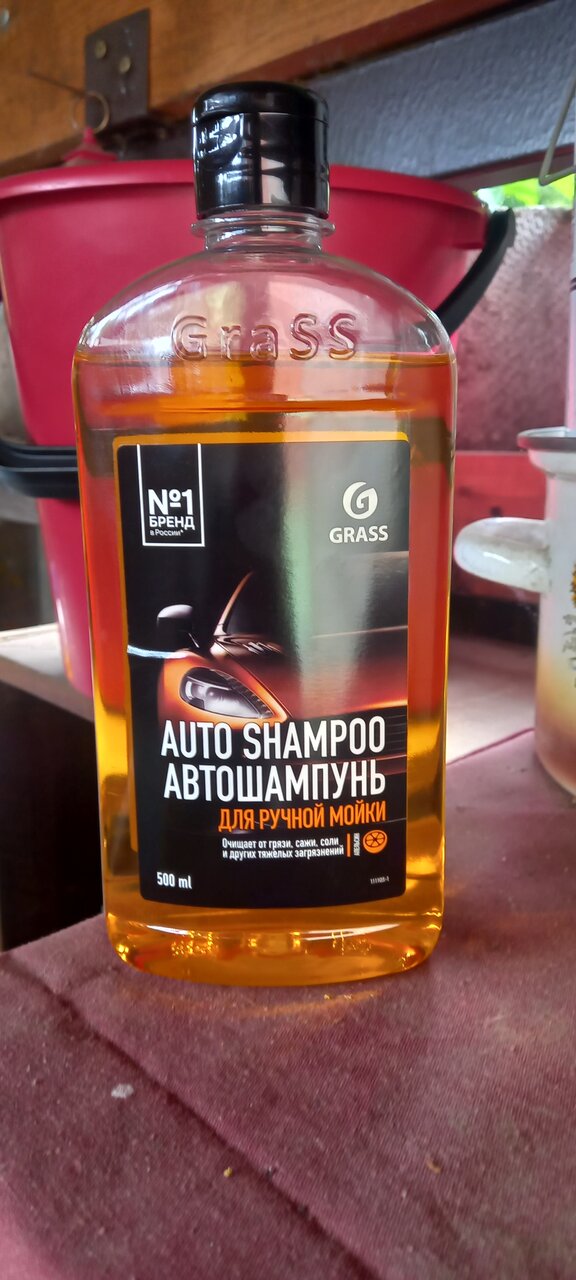 GraSS
№1
БРЕНД
в России*
GRASS
AUTO SHAMPOO
АВТОШАМПУНЬ
ДЛЯ РУЧНОЙ МОЙКИ
Очищает от грязи, сажи, соли
и других тяжёлых загрязнений
АПЕЛЬСИН
500 ml